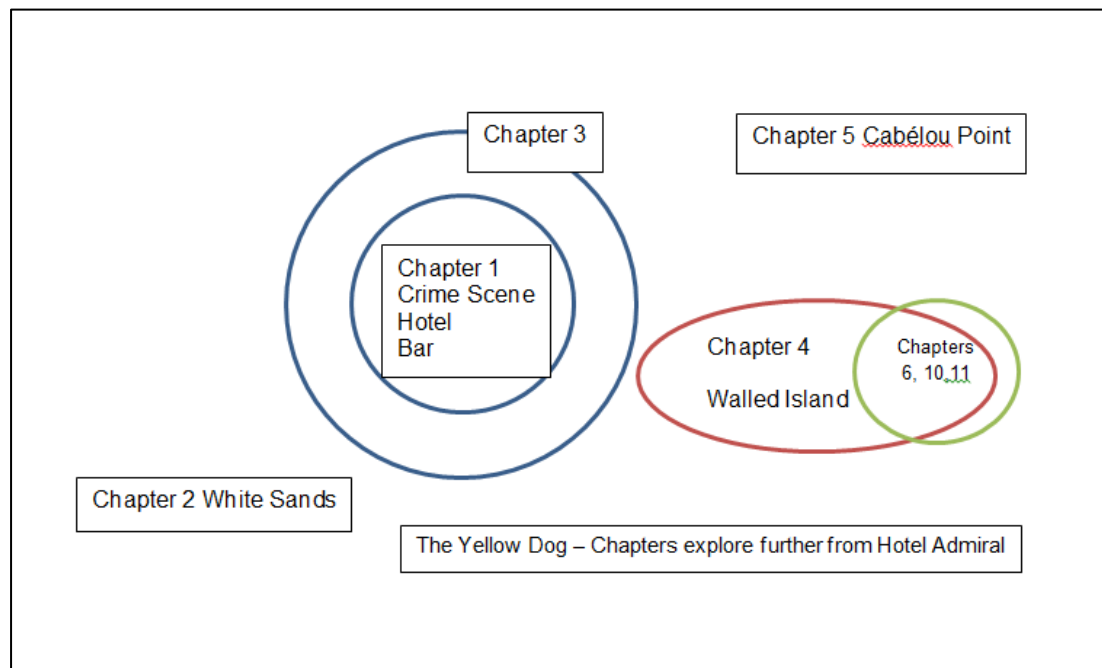 Chapter 3
Chapter 5 Cabélou Point
Chapter 1
Crime Scene
Hotel
Bar
Chapter 4
Walled Island
Chapters
6, 10,11
Chapter 2 White Sands
The Yellow Dog – Chapters explore further from Hotel Admiral